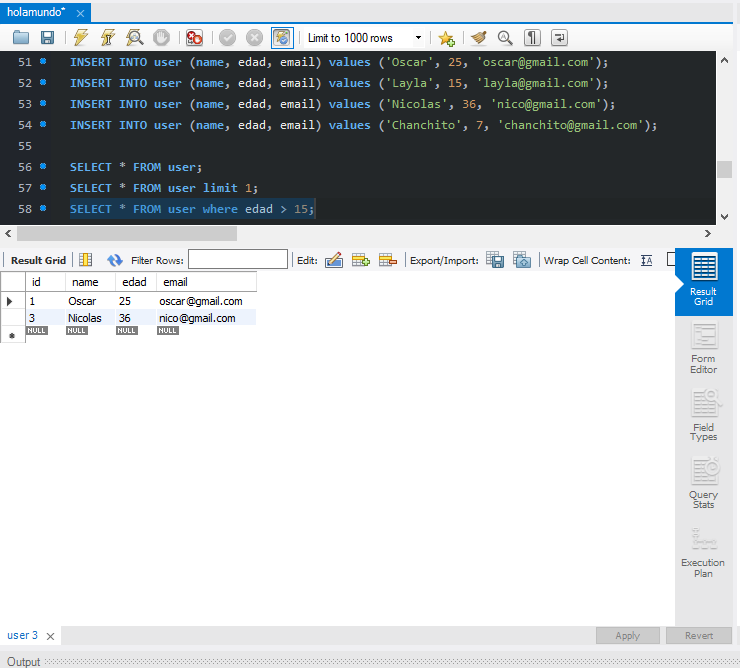 holamundo*
Limit to 1000 rows
51 INSERT INTO user (name, edad, email) values ('Oscar', 25, 'oscar@gmail.com');
52 INSERT INTO user (name, edad, email) values ('Layla', 15, 'layla@gmail.com');
53 INSERT INTO user (name, edad, email) values ('Nicolas', 36, 'nico@gmail.com');
54 INSERT INTO user (name, edad, email) values ('Chanchito', 7, 'chanchito@gmail.com');
55
56 SELECT * FROM user;
57 SELECT * FROM user limit 1;
58 SELECT * FROM user where edad > 15;
Result Grid Filter Rows: Edit: Export/Import: Wrap Cell Content:
id name edad email
1 Oscar 25 oscar@gmail.com
3 Nicolas 36 nico@gmail.com
NULL NULL NULL NULL
Result
Grid
Form
Editor
Field
Types
Query
Stats
Execution
Plan
user 3 Apply Revert
Output